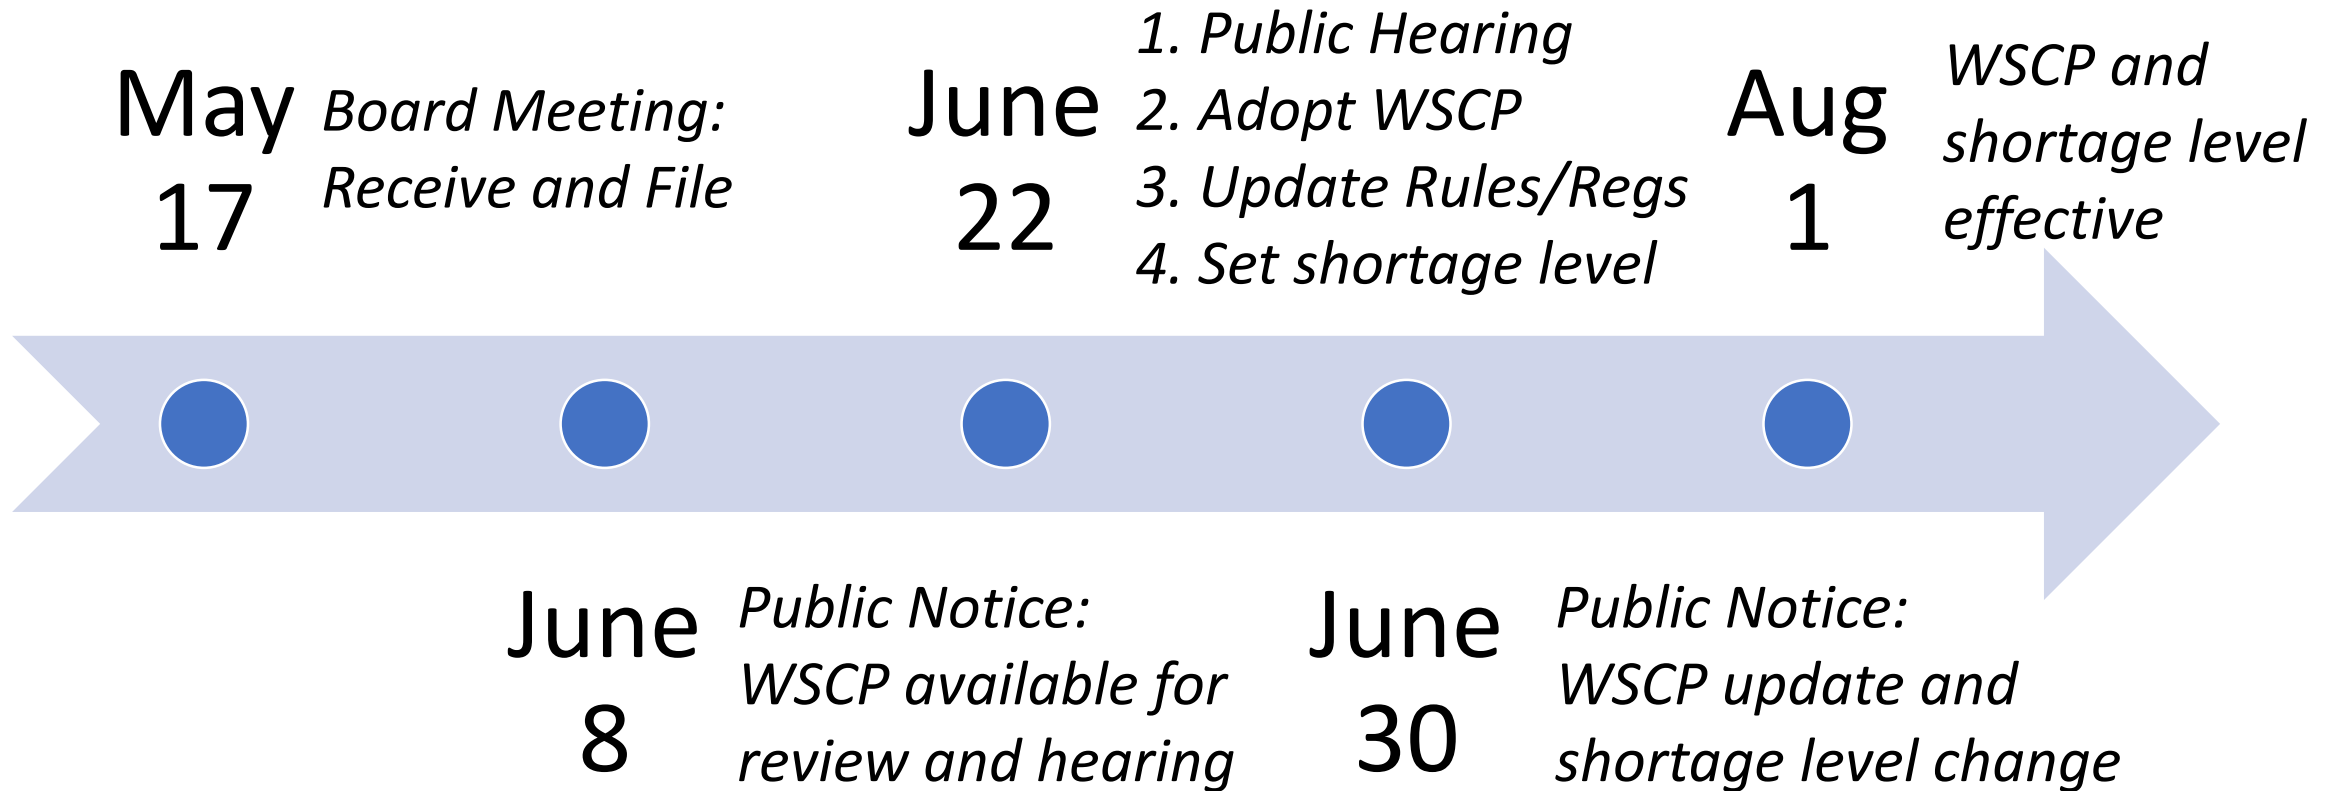 May
17
Board Meeting:
Receive and File
June
8
Public Notice:
WSCP available for
review and hearing
June
22
1. Public Hearing
2. Adopt WSCP
3. Update Rules/Regs
4. Set shortage level
June
30
Public Notice:
WSCP update and
shortage level change
Aug
1
WSCP and
shortage level
effective